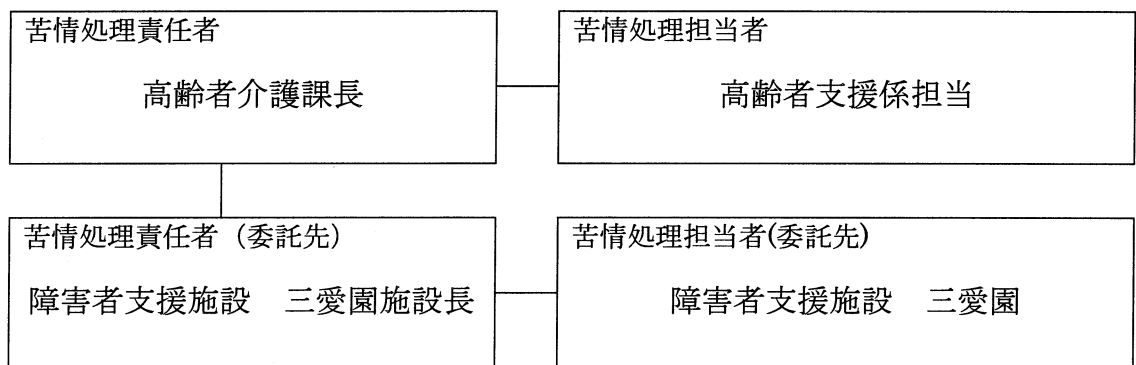 苦情処理責任者
高齢者介護課長
苦情処理担当者
高齢者支援係担当
苦情処理責任者（委託先）
障害者支援施設　三愛園施設長
苦情処理担当者(委託先)
障害者支援施設　三愛園